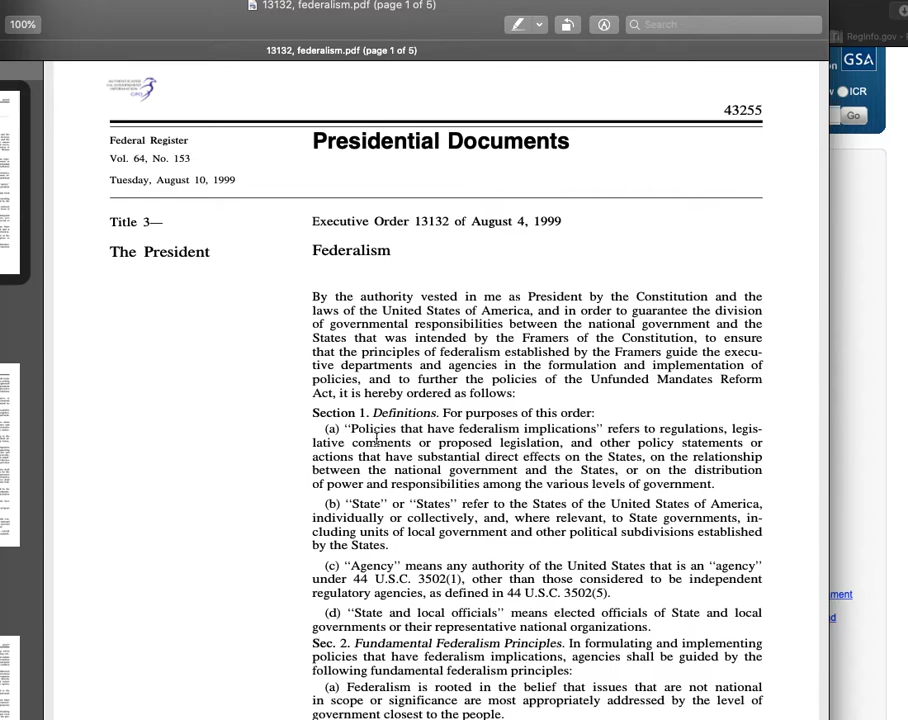 13132, federalism.pdf (page 1 of 5)
100%
Search
RegInfo.gov -
13132, federalism.pdf (page 1 of 5)
GSA
ICR
Go
GPO
43255
Federal Register
Vol. 64, No. 153
Tuesday, August 10, 1999
Presidential Documents
Title 3—
The President
Executive Order 13132 of August 4, 1999
Federalism
By the authority vested in me as President by the Constitution and the
laws of the United States of America, and in order to guarantee the division
of governmental responsibilities between the national government and the
States that was intended by the Framers of the Constitution, to ensure
that the principles of federalism established by the Framers guide the execu-
tive departments and agencies in the formulation and implementation of
policies, and to further the policies of the Unfunded Mandates Reform
Act, it is hereby ordered as follows:
Section 1. Definitions. For purposes of this order:
(a) ‘‘Policies that have federalism implications’’ refers to regulations, legis-
lative comments or proposed legislation, and other policy statements or
actions that have substantial direct effects on the States, on the relationship
between the national government and the States, or on the distribution
of power and responsibilities among the various levels of government.
(b) ‘‘State’’ or ‘‘States’’ refer to the States of the United States of America,
individually or collectively, and, where relevant, to State governments, in-
cluding units of local government and other political subdivisions established
by the States.
(c) ‘‘Agency’’ means any authority of the United States that is an ‘‘agency’’
under 44 U.S.C. 3502(1), other than those considered to be independent
regulatory agencies, as defined in 44 U.S.C. 3502(5).
(d) ‘‘State and local officials’’ means elected officials of State and local
governments or their representative national organizations.
Sec. 2. Fundamental Federalism Principles. In formulating and implementing
policies that have federalism implications, agencies shall be guided by the
following fundamental federalism principles:
(a) Federalism is rooted in the belief that issues that are not national
in scope or significance are most appropriately addressed by the level of
government closest to the people.